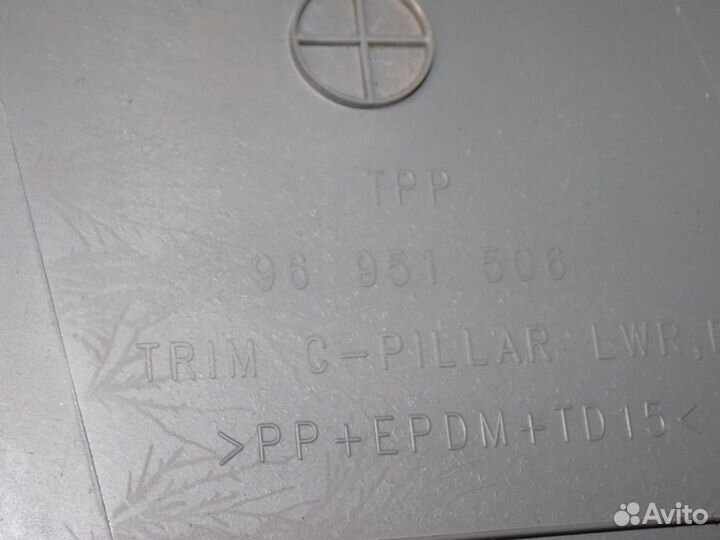 TPP
96 951 506
TRIM C-PILLAR LWR,
>PP+EPDM+TD15<
Avito